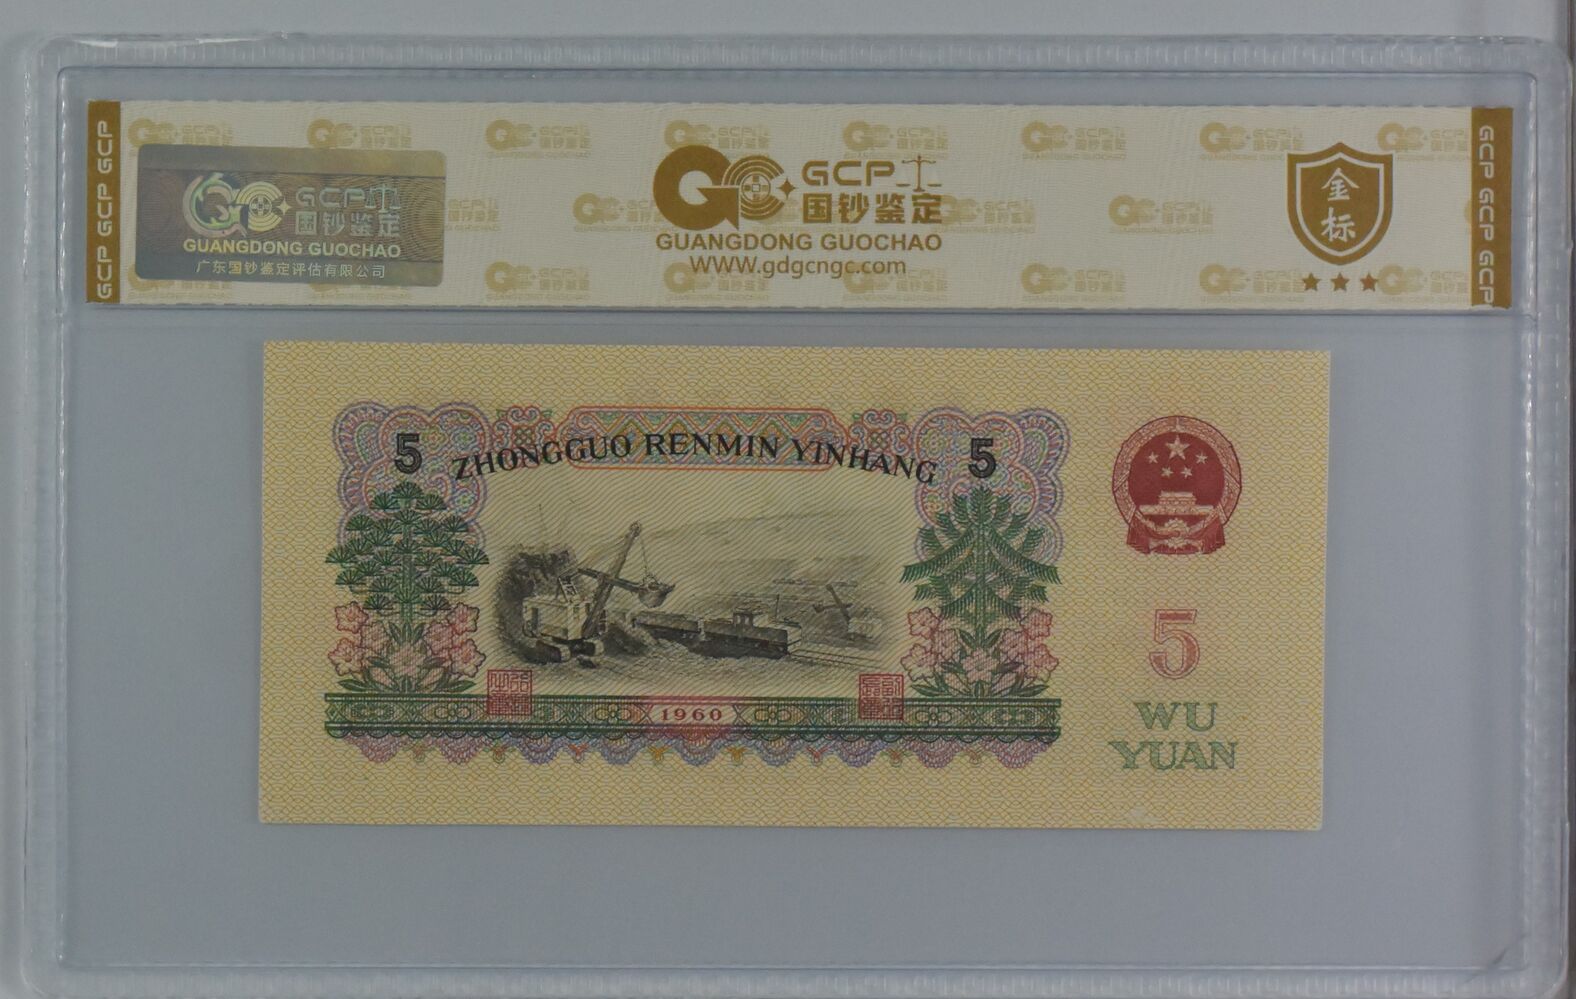 GCP GCP GCP
GCP 国钞鉴定
GUANGDONG GUOCHAO
广东国钞鉴定评估有限公司
GCP
国钞鉴定
GUANGDONG GUOCHAO
WWW.gdgcngc.com
金标
GCP GCP GCP
5 ZHONGGUO RENMIN YINHANG 5
1960
5
WU
YUAN